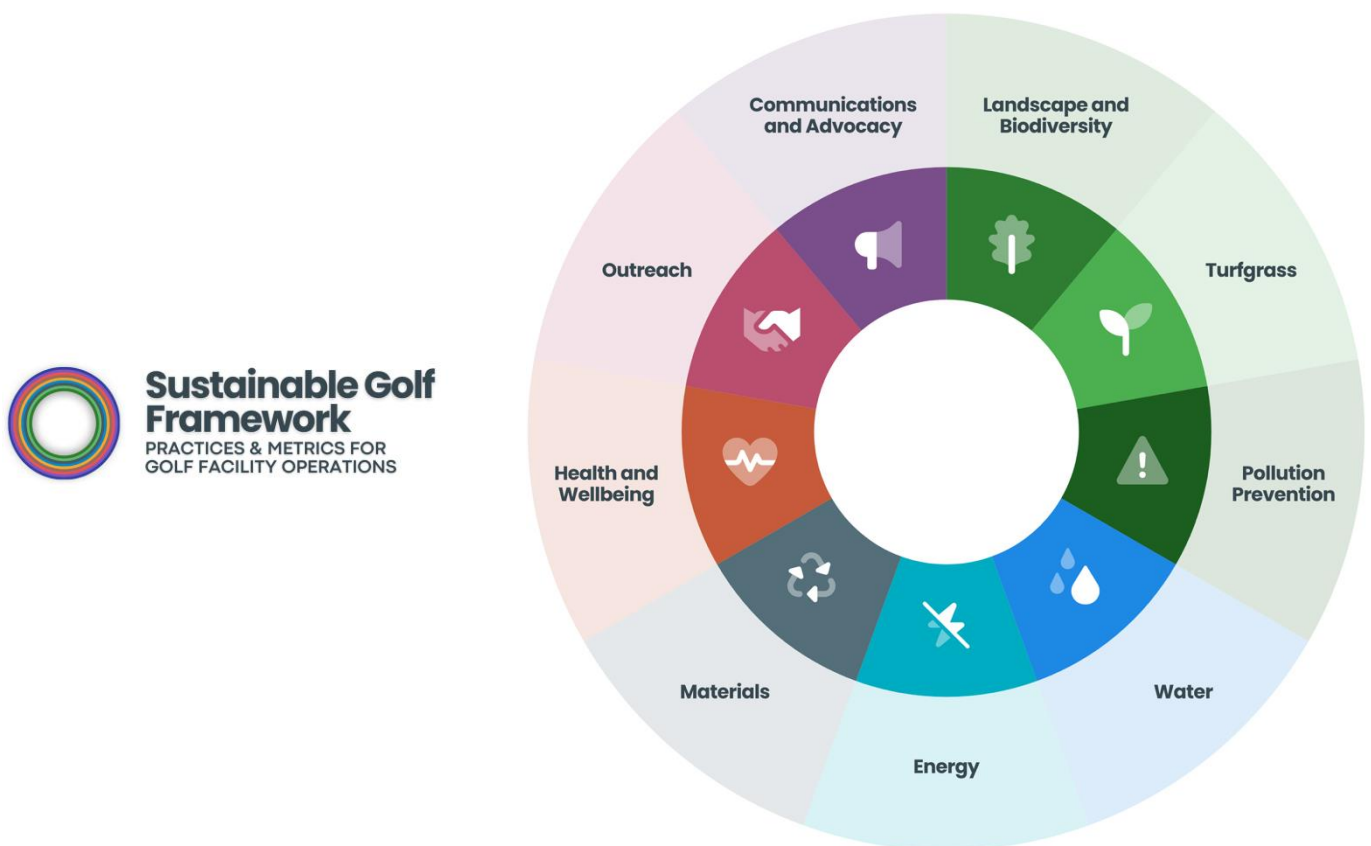 Sustainable Golf
Framework
PRACTICES & METRICS FOR
GOLF FACILITY OPERATIONS
Communications
and Advocacy
Landscape and
Biodiversity
Turfgrass
Pollution
Prevention
Water
Energy
Materials
Health and
Wellbeing
Outreach